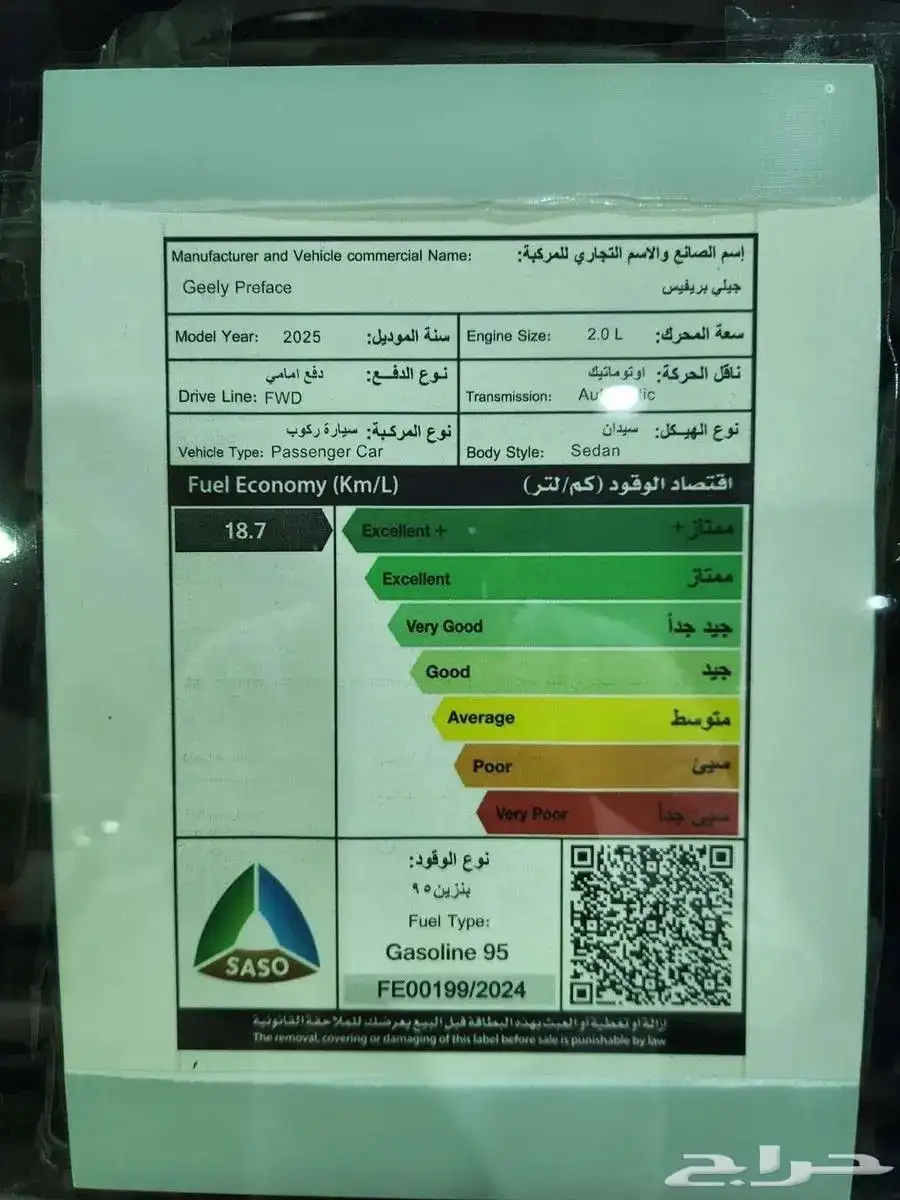 Manufacturer and Vehicle commercial Name: إسم الصانع والاسم التجاري للمركبة:
Geely Preface جيلي بريفيس
Model Year: 2025 سنة الموديل:
Engine Size: 2.0 L سعة المحرك:
نوع الدفـع: دفع امامي
Drive Line: FWD
ناقل الحركة: اوتوماتيك
Transmission:
نوع المركبة: سيارة ركوب
Vehicle Type: Passenger Car
نوع الهيـكل: سيدان
Body Style: Sedan
Fuel Economy (Km/L) اقتصاد الوقود (كم/لتر)
18.7
Excellent + ممتاز +
Excellent ممتاز
Very Good جيد جداً
Good جيد
Average متوسط
Poor سيئ
Very Poor سيئ جداً
SASO
نوع الوقود:
بنزين ٩٥
Fuel Type:
Gasoline 95
FE00199/2024
إزالة او تغطية او العبث بهذه البطاقة قبل البيع يعرضك للملاحقة القانونية
The removal, covering or damaging of this label before sale is punishable by law
حراج